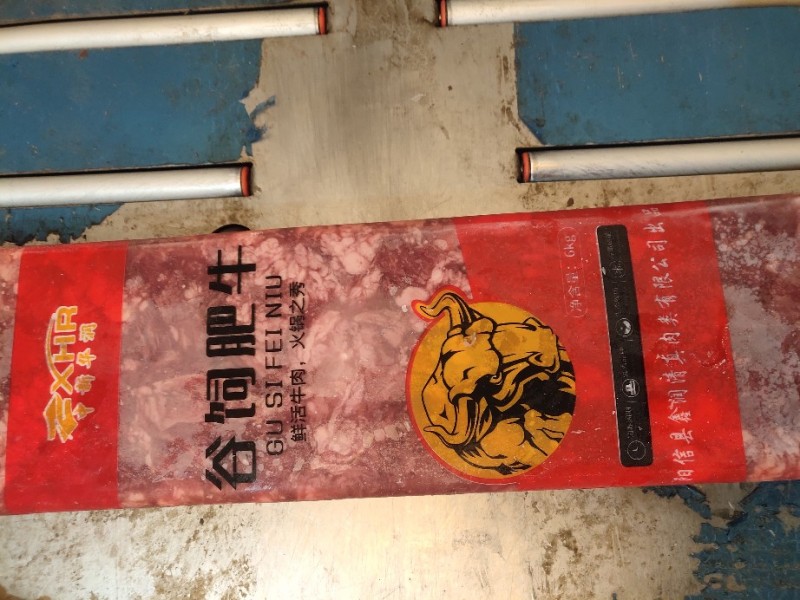 ZXHR
谷饲肥牛
GU SI FEI NIU
鲜活牛肉，火锅之秀
净含量：6kg
阳信县鑫润清真肉类有限公司 出品